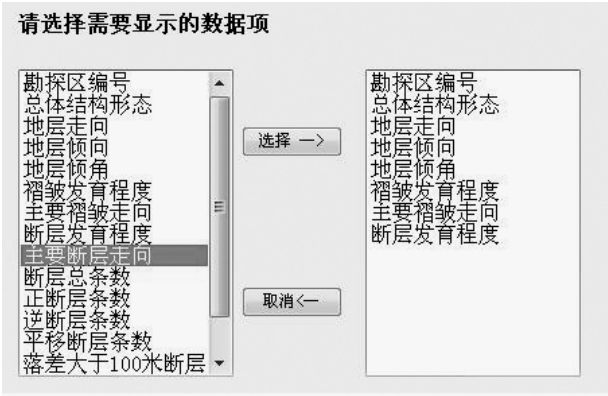 请选择需要显示的数据项
勘探区编号
总体结构形态
地层走向
地层倾向
地层倾角
褶皱发育程度
主要褶皱走向
断层发育程度
主要断层走向
断层总条数
正断层条数
逆断层条数
平移断层条数
落差大于100米断层
选择 —>
取消<—
勘探区编号
总体结构形态
地层走向
地层倾向
地层倾角
褶皱发育程度
主要褶皱走向
断层发育程度